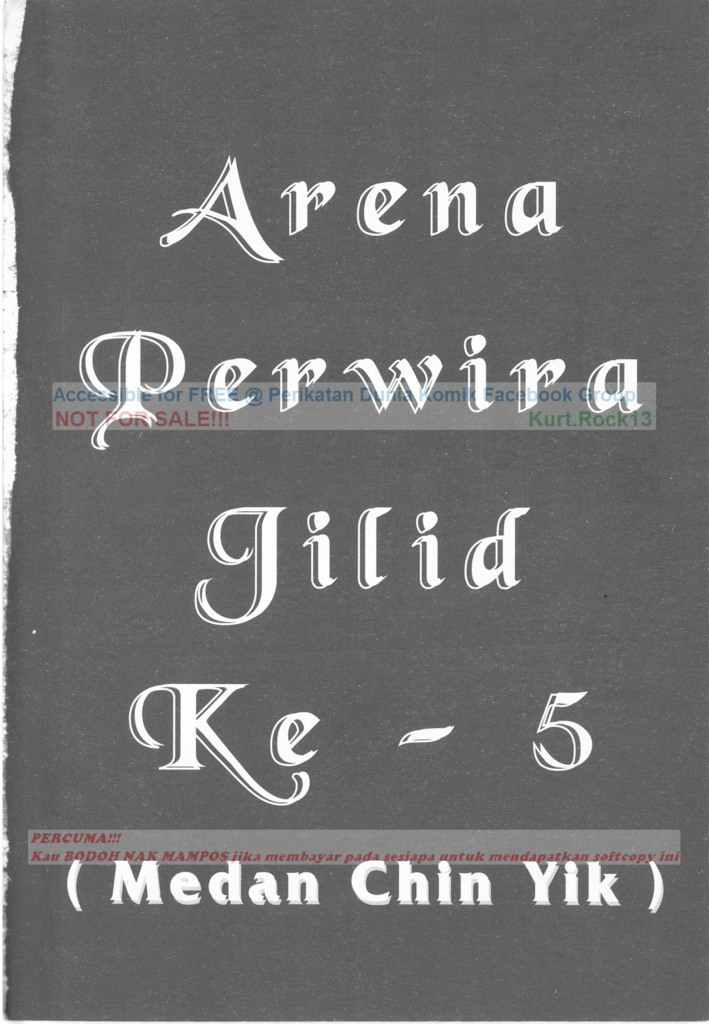 Arena
Perwira
Accessible for FREE @ Perikatan Dunia Komik Facebook Group
NOT FOR SALE!!! Kurt.Rock13
Jilid
Ke - 5
PERCUMA!!!
Kau BODOH NAK MAMPOS jika membayar pada sesiapa untuk mendapatkan softcopy ini
( Medan Chin Yik )